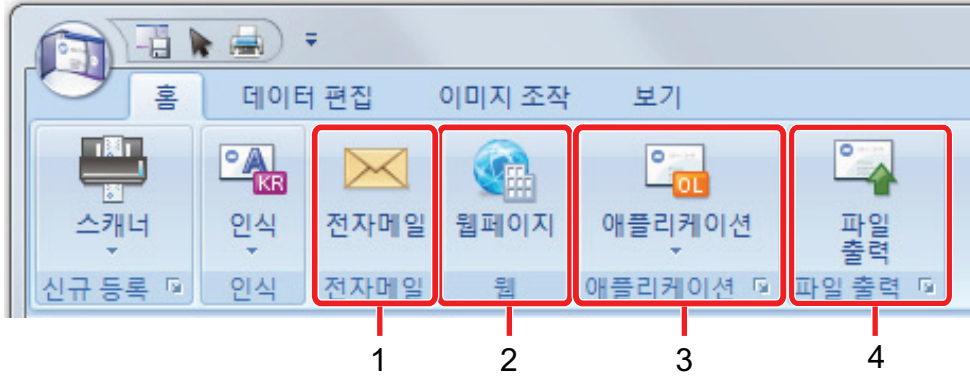 홈 데이터 편집 이미지 조작 보기
A
KR
OL
스캐너 인식 전자메일 웹페이지 애플리케이션 파일
출력
신규 등록 인식 전자메일 웹 애플리케이션 파일 출력
1 2 3 4